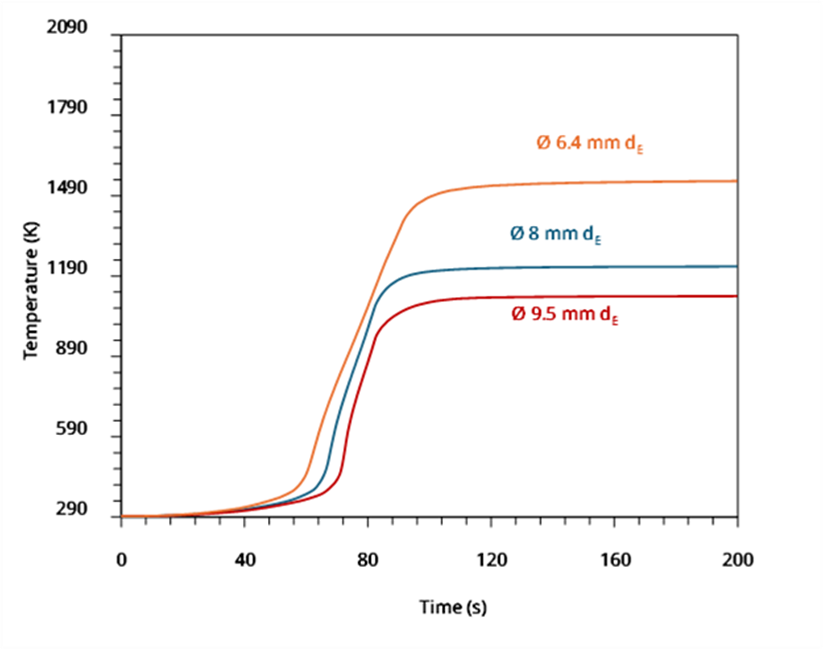 2090
1790
1490
1190
890
590
290
Temperature (K)
Ø 6.4 mm dE
Ø 8 mm dE
Ø 9.5 mm dE
0 40 80 120 160 200
Time (s)